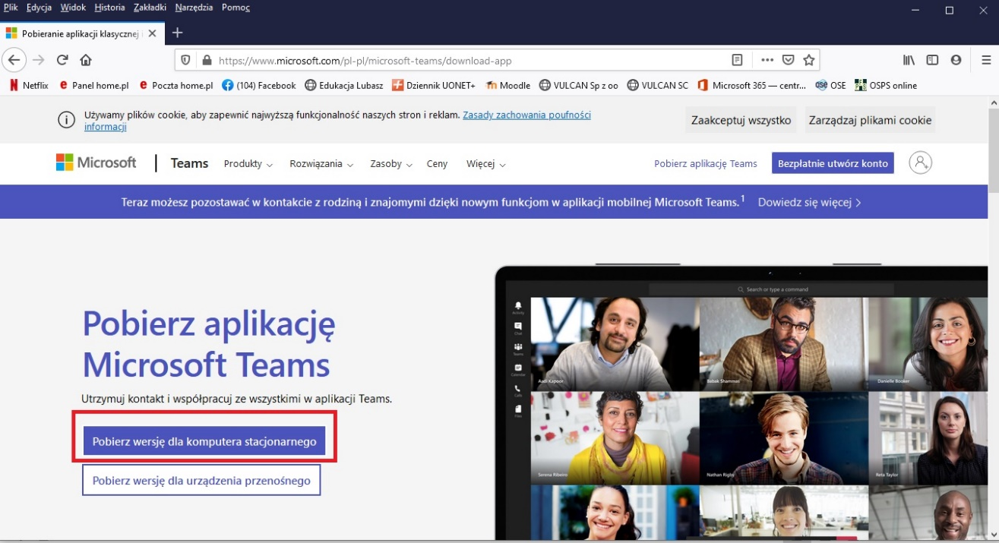 Plik Edycja Widok Historia Zakładki Narzędzia Pomoc
Pobieranie aplikacji klasycznej i
https://www.microsoft.com/pl-pl/microsoft-teams/download-app
Netflix Panel home.pl Poczta home.pl (104) Facebook Edukacja Lubasz Dziennik UONET+ Moodle VULCAN Sp z oo VULCAN SC Microsoft 365 — centr... OSE OSPS online
Używamy plików cookie, aby zapewnić najwyższą funkcjonalność naszych stron i reklam. Zasady zachowania poufności
informacji
Zaakceptuj wszystko Zarządzaj plikami cookie
Microsoft Teams Produkty Rozwiązania Zasoby Ceny Więcej Pobierz aplikację Teams Bezpłatnie utwórz konto
Teraz możesz pozostawać w kontakcie z rodziną i znajomymi dzięki nowym funkcjom w aplikacji mobilnej Microsoft Teams.1 Dowiedz się więcej >
Pobierz aplikację
Microsoft Teams
Utrzymuj kontakt i współpracuj ze wszystkimi w aplikacji Teams.
Pobierz wersję dla komputera stacjonarnego
Pobierz wersję dla urządzenia przenośnego
Search or type a command
Activity
Chat
Teams
Calendar
Calls
Files
Aadi Kapoor
Babak Shammas
Danielle Booker
Serena Ribeiro
Nathan Rigby
Reta Taylor